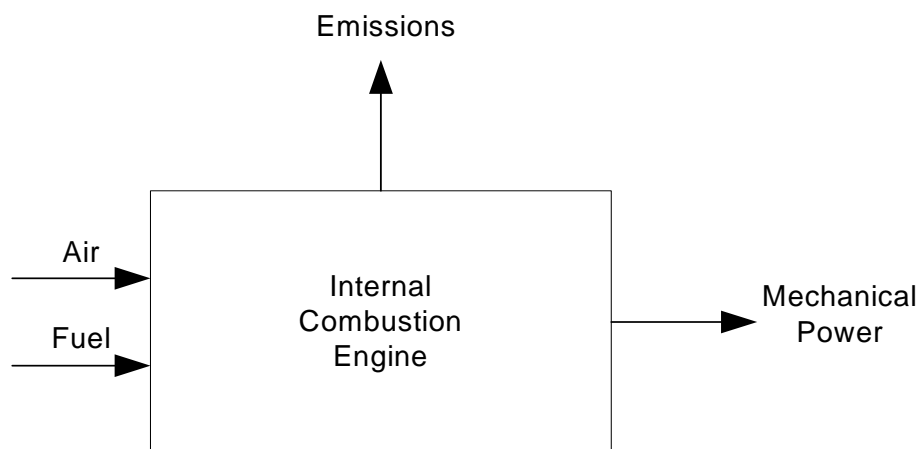 Emissions
Air
Fuel
Internal
Combustion
Engine
Mechanical
Power